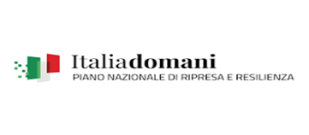 Italiadomani
PIANO NAZIONALE DI RIPRESA E RESILIENZA